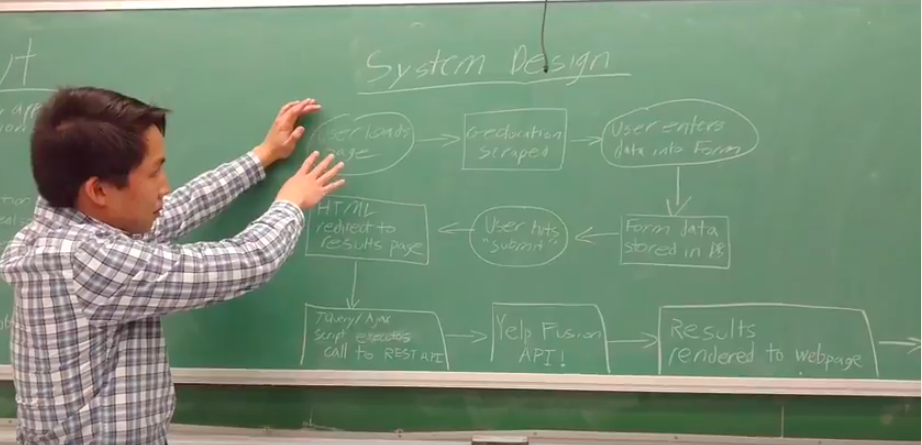 System Design
User loads
page
Geolocation
scraped
User enters
data into form
Form data
stored in DB
User hits
"submit"
HTML
redirect to
results page
JQuery/Ajax
script executes
call to REST API
Yelp Fusion
API!
Results
rendered to webpage